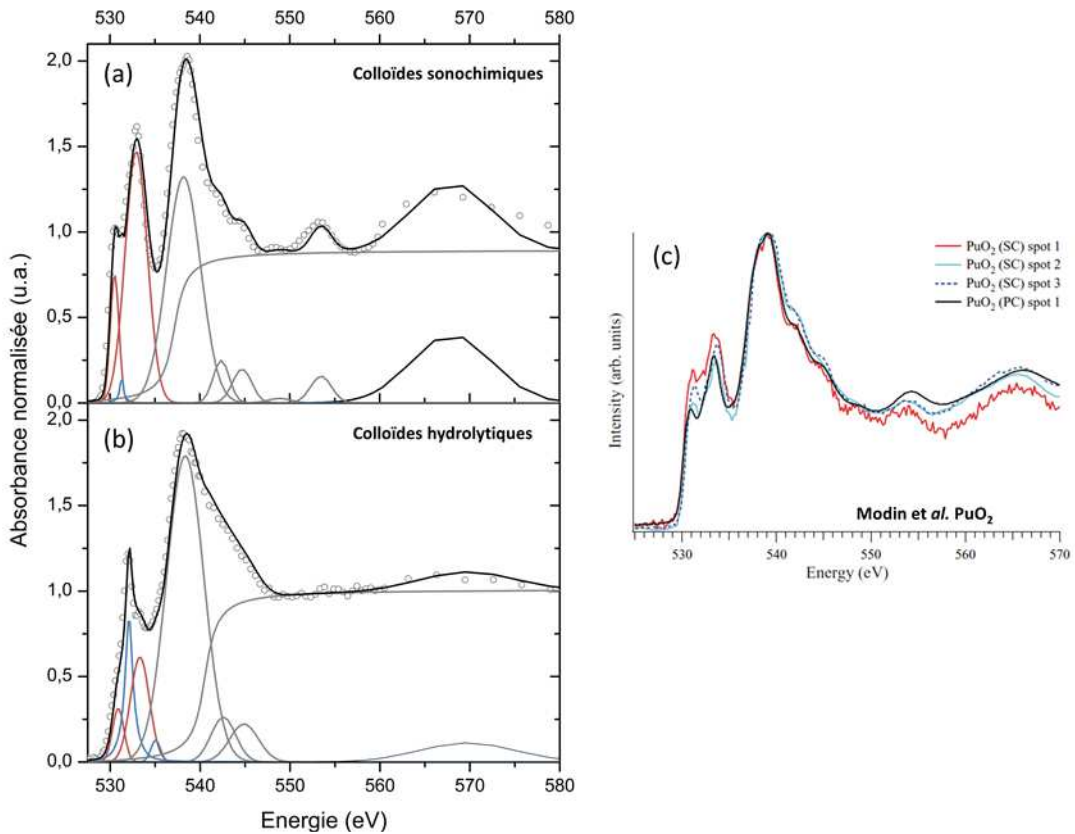 530 540 550 560 570 580
2,0
(a)
Colloïdes sonochimiques
1,5
1,0
0,5
0,0
2,0
(b)
Colloïdes hydrolytiques
1,5
1,0
0,5
0,0
530 540 550 560 570 580
Absorbance normalisée (u.a.)
Energie (eV)
(c)
PuO2 (SC) spot 1
PuO2 (SC) spot 2
PuO2 (SC) spot 3
PuO2 (PC) spot 1
Intensity (arb. units)
Modin et al. PuO2
530 540 550 560 570
Energy (eV)